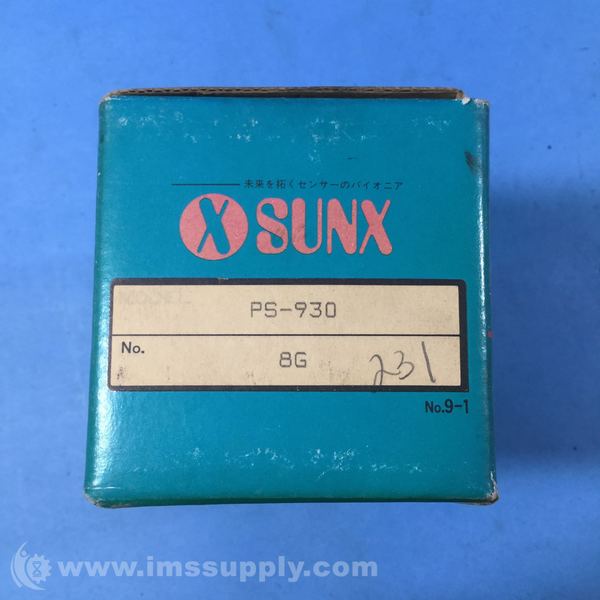 未来を拓くセンサーのパイオニア
SUNX
PS-930
No.
8G
231
No.9-1
www.imssupply.com